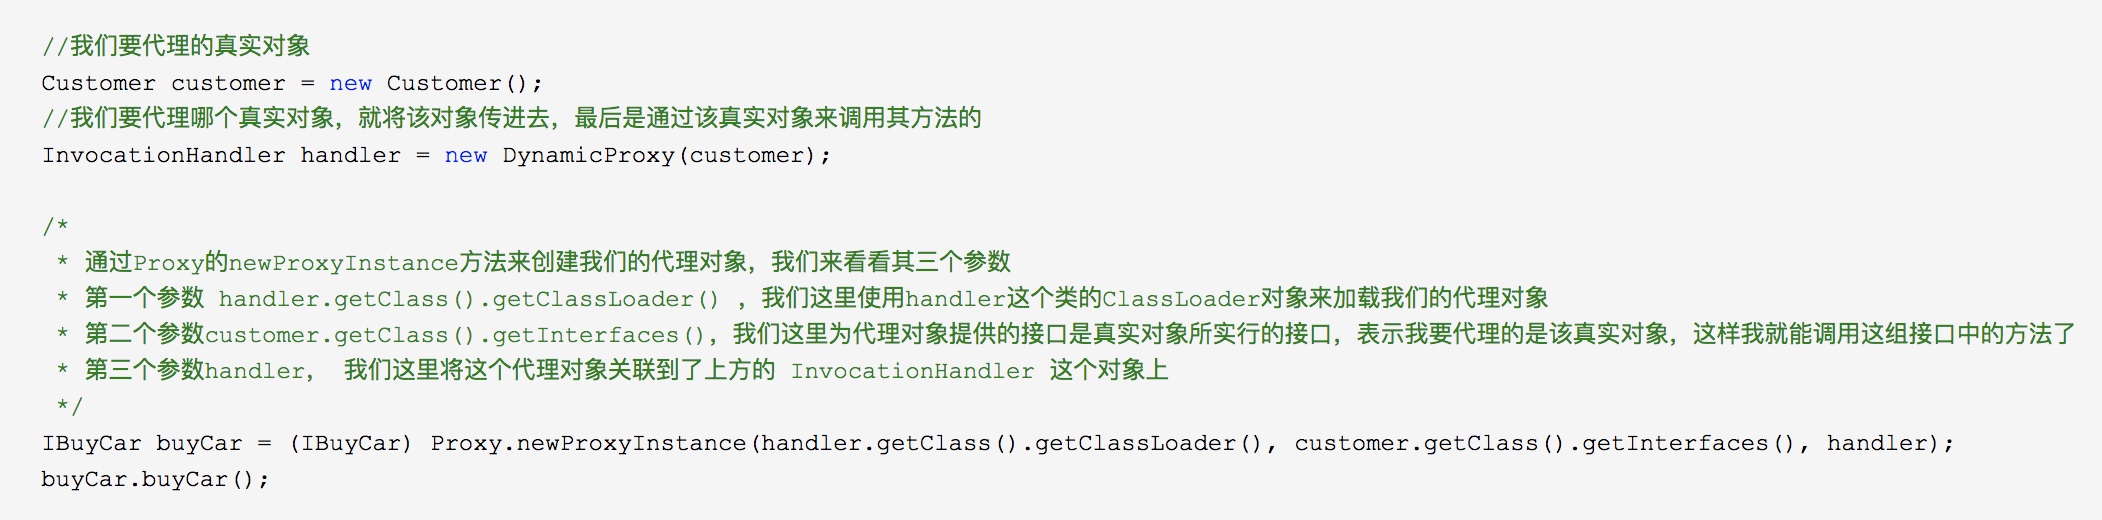 //我们要代理的真实对象
Customer customer = new Customer();
//我们要代理哪个真实对象，就将该对象传进去，最后是通过该真实对象来调用其方法的
InvocationHandler handler = new DynamicProxy(customer);
/*
 * 通过Proxy的newProxyInstance方法来创建我们的代理对象，我们来看看其三个参数
 * 第一个参数 handler.getClass().getClassLoader() ，我们这里使用handler这个类的ClassLoader对象来加载我们的代理对象
 * 第二个参数customer.getClass().getInterfaces()，我们这里为代理对象提供的接口是真实对象所实行的接口，表示我要代理的是该真实对象，这样我就能调用这组接口中的方法了
 * 第三个参数handler， 我们这里将这个代理对象关联到了上方的 InvocationHandler 这个对象上
 */
IBuyCar buyCar = (IBuyCar) Proxy.newProxyInstance(handler.getClass().getClassLoader(), customer.getClass().getInterfaces(), handler);
buyCar.buyCar();